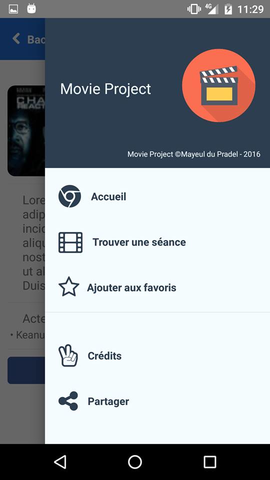 11:29
Bac
Movie Project
Movie Project ©Mayeul du Pradel - 2016
CHA
REACT
Accueil
Lore
adip
Trouver une séance
incid
aliqu
nost
Ajouter aux favoris
ut al
Duis
Acte
• Keanu
Crédits
Partager